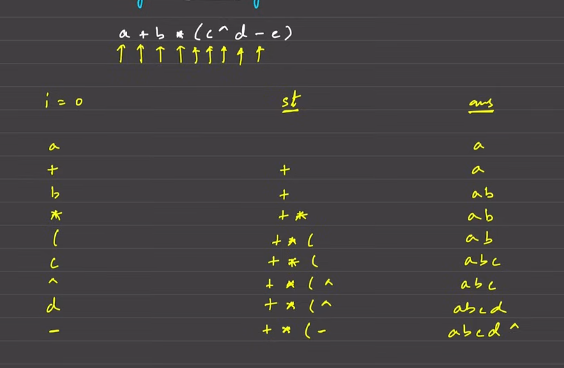 a + b * ( c ^ d - e )
i = 0 st ans
a a
+ + a
b + ab
* + * ab
( + * ( ab
c + * ( abc
^ + * ( ^ abc
d + * ( ^ abcd
- + * ( - abcd ^